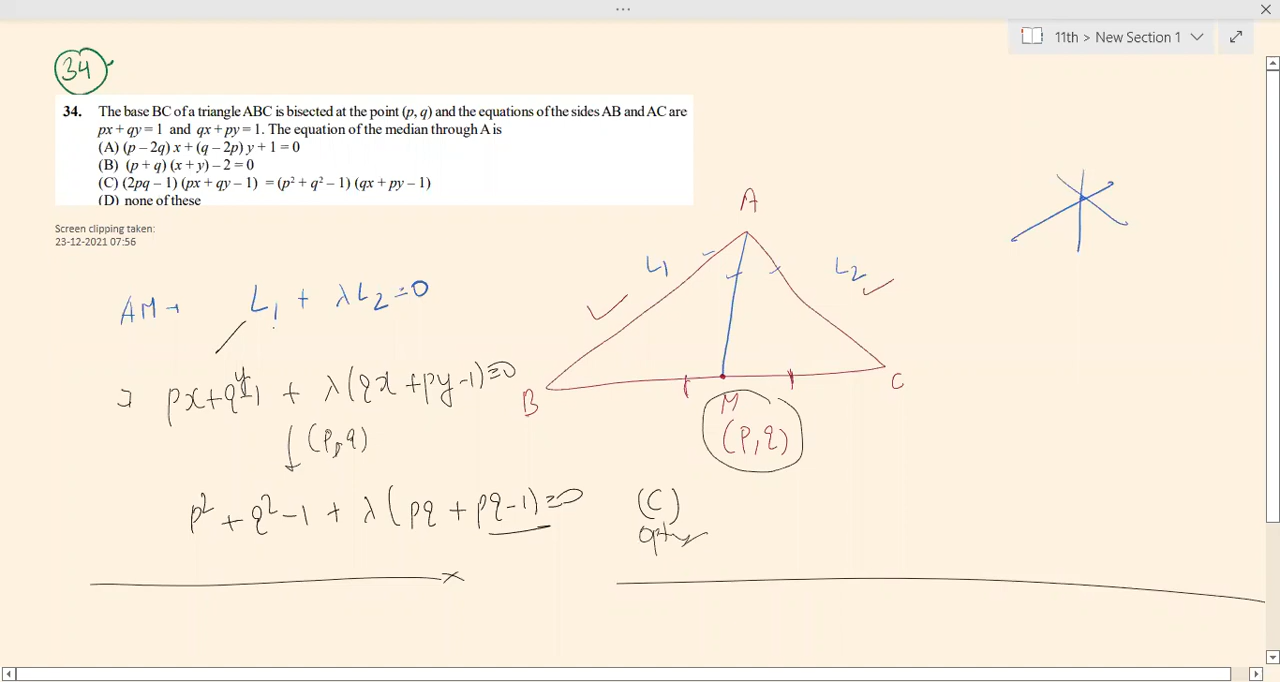 11th > New Section 1
34
34. The base BC of a triangle ABC is bisected at the point (p, q) and the equations of the sides AB and AC are
px + qy = 1 and qx + py = 1. The equation of the median through A is
(A) (p – 2q) x + (q – 2p) y + 1 = 0
(B) (p + q) (x + y) – 2 = 0
(C) (2pq – 1) (px + qy – 1) = (p² + q² – 1) (qx + py – 1)
(D) none of these
Screen clipping taken:
23-12-2021 07:56
A
L1
L2
AM → L1 + λL2 = 0
⇒ px + qy - 1 + λ(qx + py - 1) = 0
B
C
M
(P, q)
↓ (P, q)
p² + q² - 1 + λ(pq + pq - 1) = 0
(C)